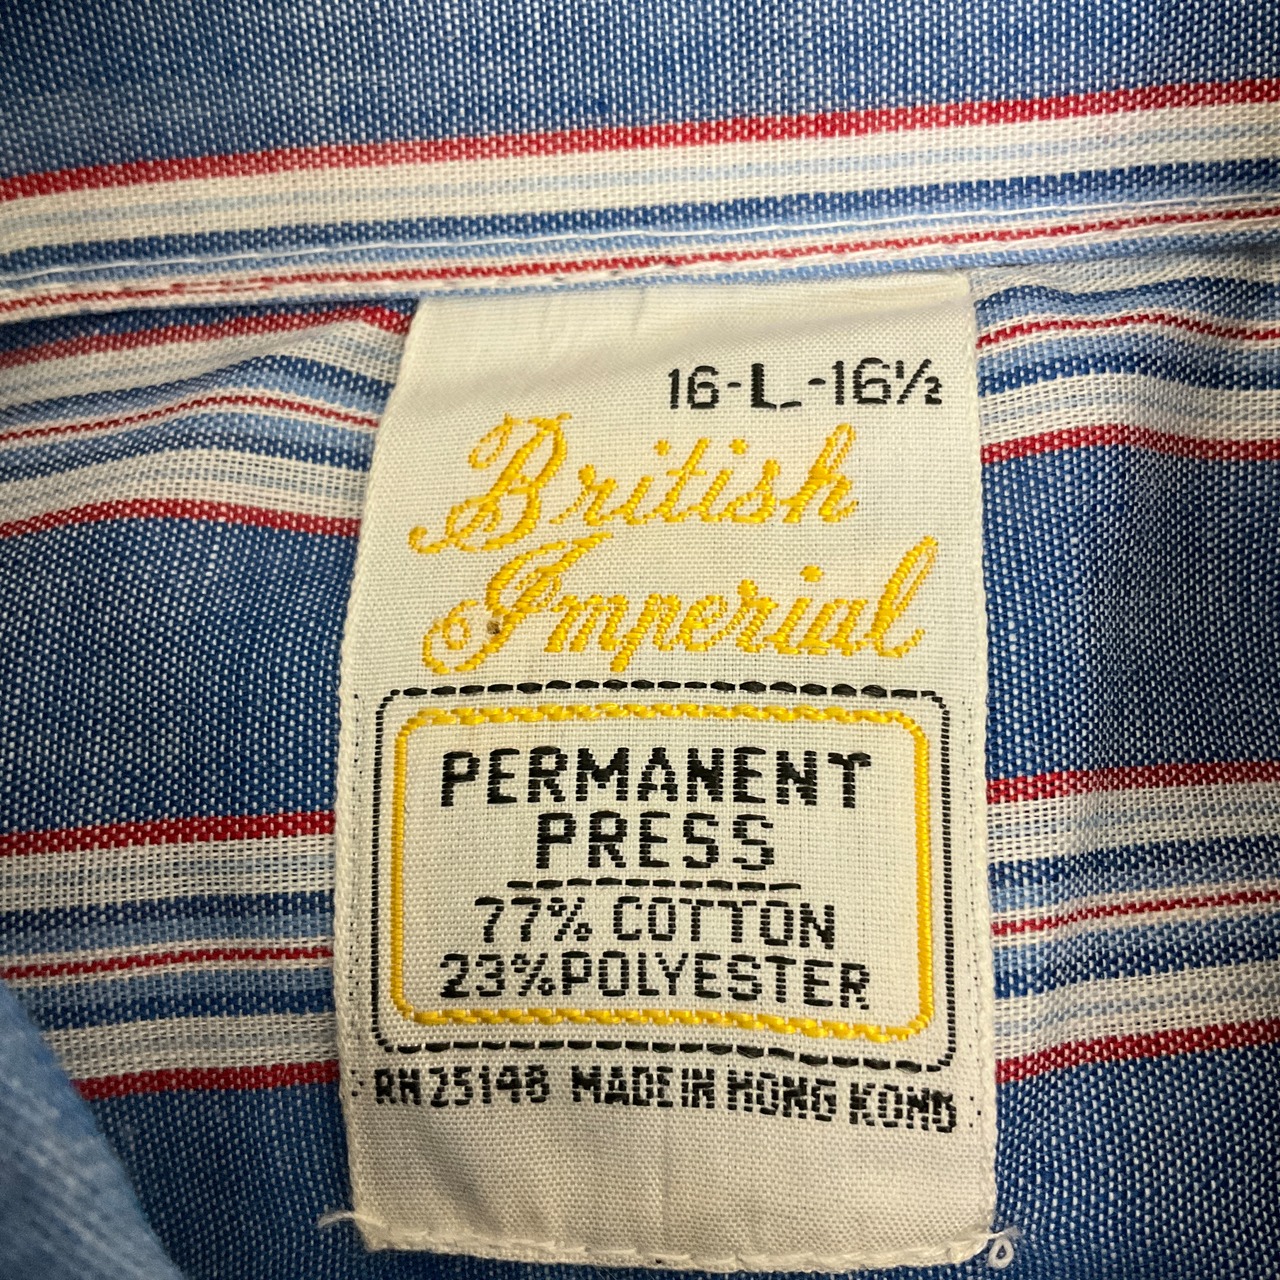 16-L-16½
British
Imperial
PERMANENT
PRESS
77% COTTON
23% POLYESTER
RN 25148 MADE IN HONG KONG